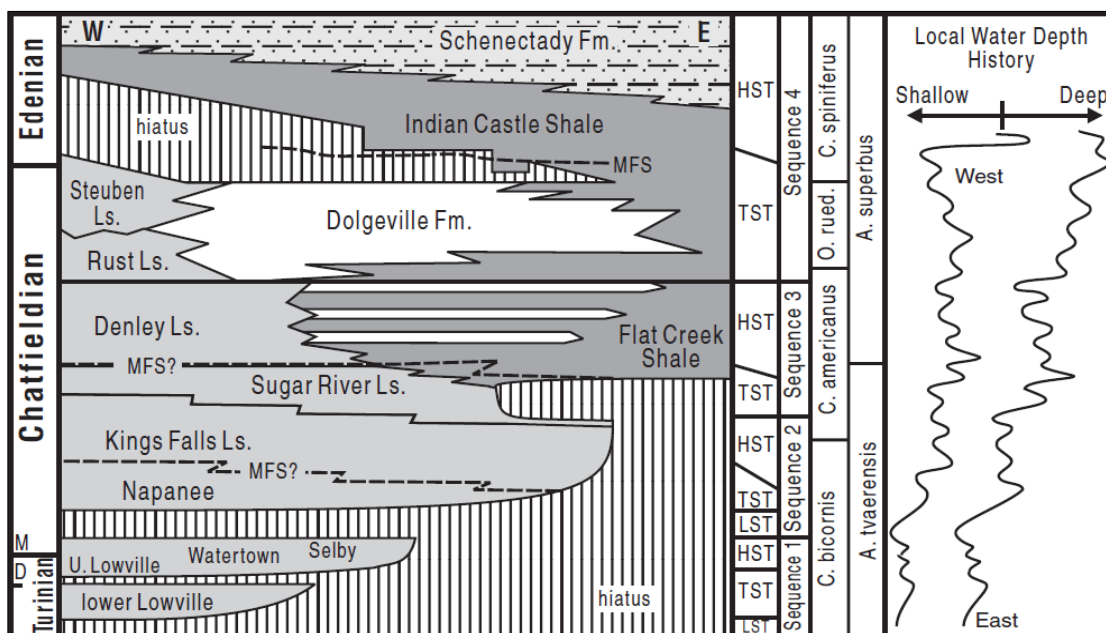 W
E
Schenectady Fm.
Local Water Depth
History
Shallow
Deep
Edenian
hiatus
Indian Castle Shale
MFS
HST
Sequence 4
C. spiniferus
West
Steuben
Ls.
Dolgeville Fm.
TST
O. rued.
A. superbus
Rust Ls.
Chatfieldian
Denley Ls.
Flat Creek
Shale
HST
Sequence 3
C. americanus
MFS?
Sugar River Ls.
TST
Kings Falls Ls.
HST
Sequence 2
MFS?
Napanee
TST
LST
C. bicornis
A. tvaerensis
M
D
Turinian
U. Lowville
Watertown
Selby
HST
Sequence 1
lower Lowville
hiatus
TST
LST
East